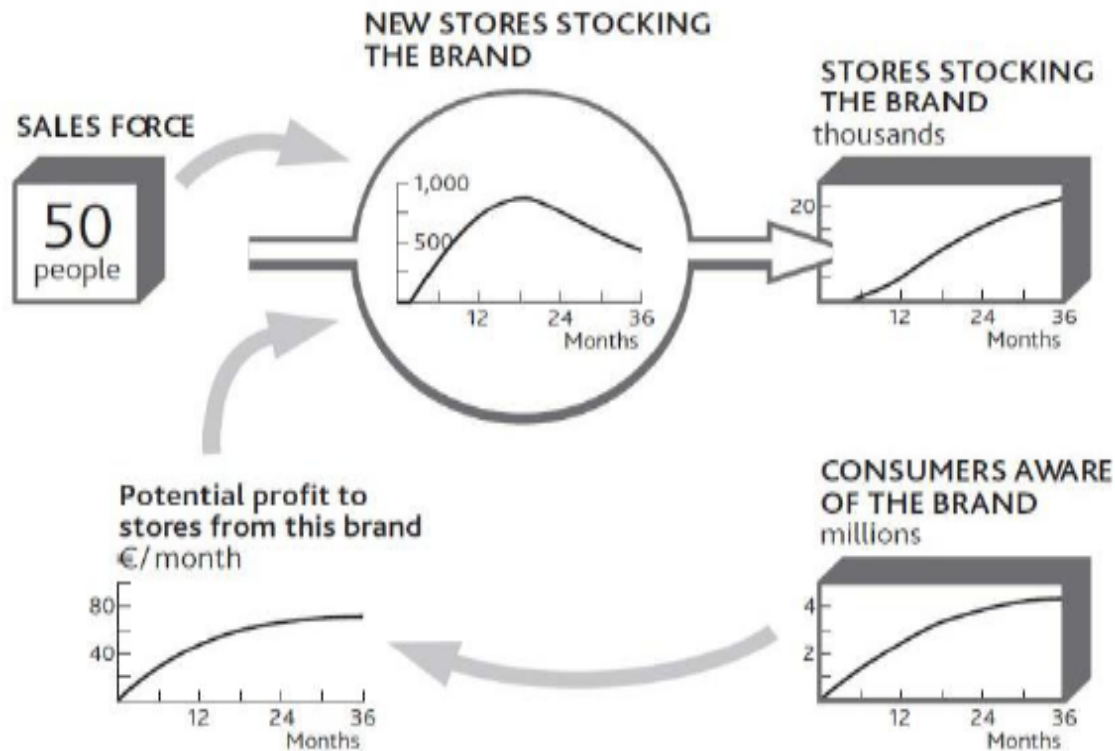 NEW STORES STOCKING
THE BRAND
STORES STOCKING
THE BRAND
thousands
SALES FORCE
50
people
1,000
500
12 24 36
Months
20
12 24 36
Months
Potential profit to
stores from this brand
€/month
80
40
12 24 36
Months
CONSUMERS AWARE
OF THE BRAND
millions
4
2
12 24 36
Months